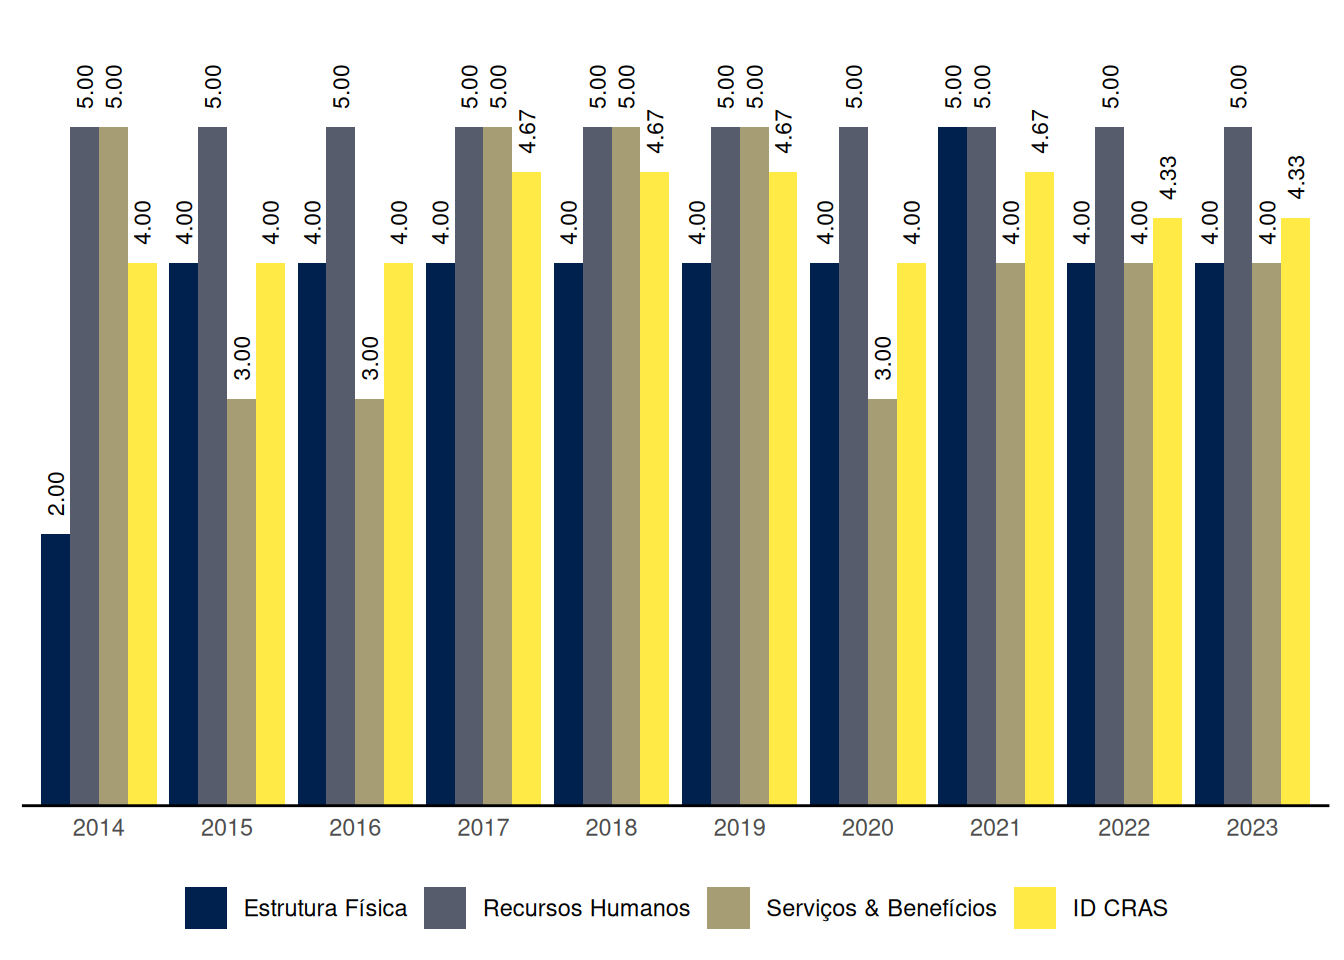 5.00 5.00 5.00 5.00 5.00 5.00 5.00 5.00 5.00 5.00 5.00 5.00 5.00 5.00 5.00
4.67 4.67 4.67 4.67
4.33 4.33
4.00 4.00 4.00 4.00 4.00 4.00 4.00 4.00 4.00 4.00 4.00 4.00 4.00 4.00 4.00
3.00 3.00 3.00
2.00
2014 2015 2016 2017 2018 2019 2020 2021 2022 2023
Estrutura Física Recursos Humanos Serviços & Benefícios ID CRAS